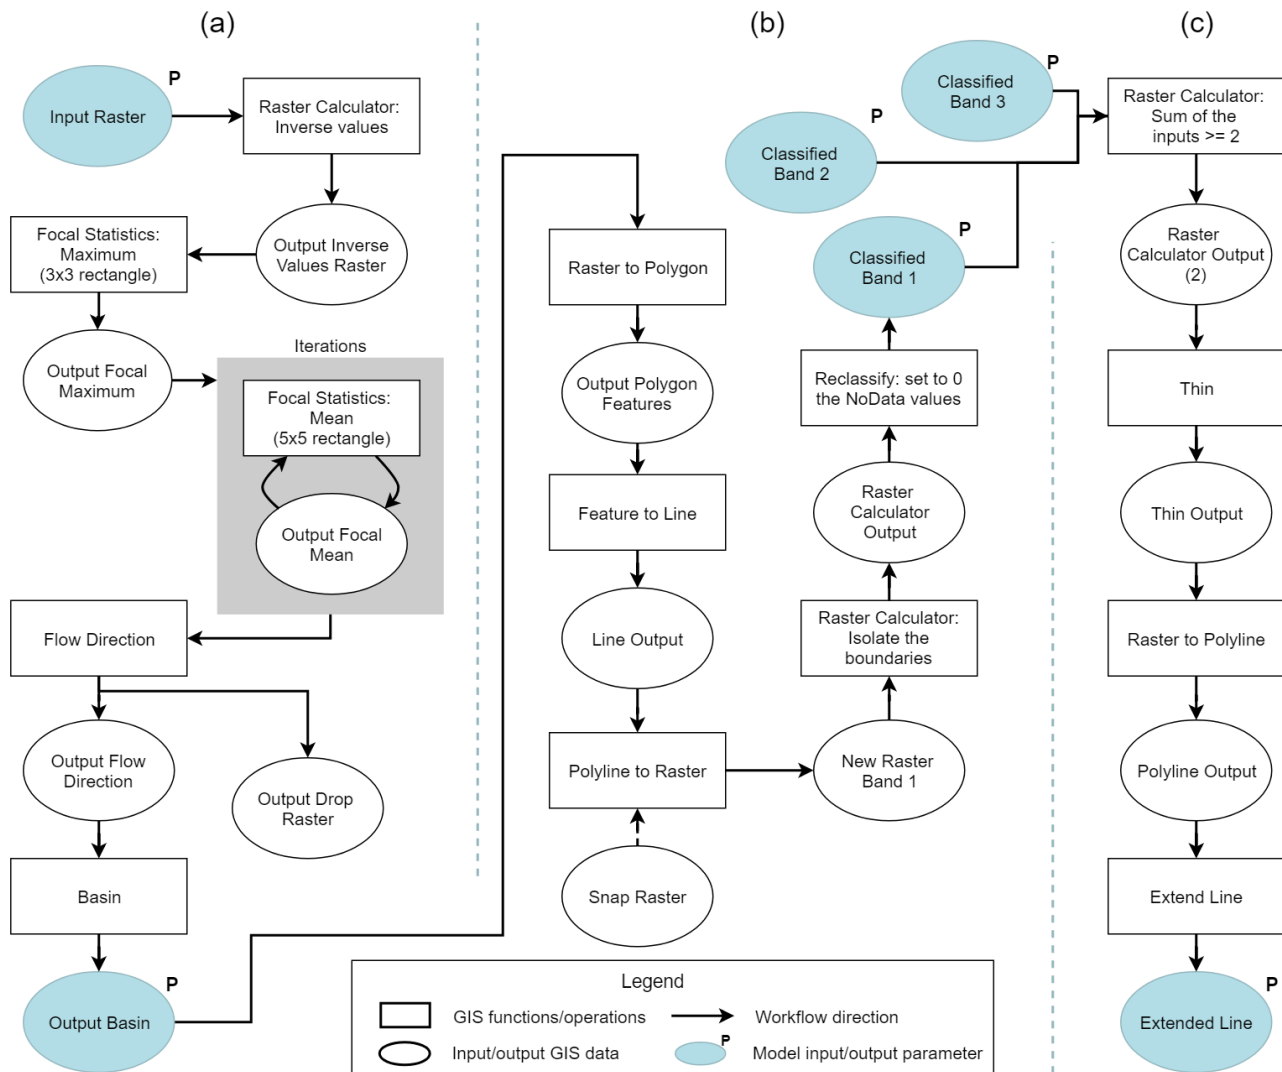 (a)
Input Raster
P
Raster Calculator:
Inverse values
Output Inverse
Values Raster
Focal Statistics:
Maximum
(3x3 rectangle)
Output Focal
Maximum
Iterations
Focal Statistics:
Mean
(5x5 rectangle)
Output Focal
Mean
Flow Direction
Output Flow
Direction
Output Drop
Raster
Basin
Output Basin
P
(b)
Raster to Polygon
Output Polygon
Features
Feature to Line
Line Output
Polyline to Raster
Snap Raster
New Raster
Band 1
Raster Calculator:
Isolate the
boundaries
Raster
Calculator
Output
Reclassify: set to 0
the NoData values
Classified
Band 1
P
Classified
Band 2
P
Classified
Band 3
P
(c)
Raster Calculator:
Sum of the
inputs >= 2
Raster
Calculator Output
(2)
Thin
Thin Output
Raster to Polyline
Polyline Output
Extend Line
Extended Line
P
Legend
GIS functions/operations
Workflow direction
Input/output GIS data
P
Model input/output parameter